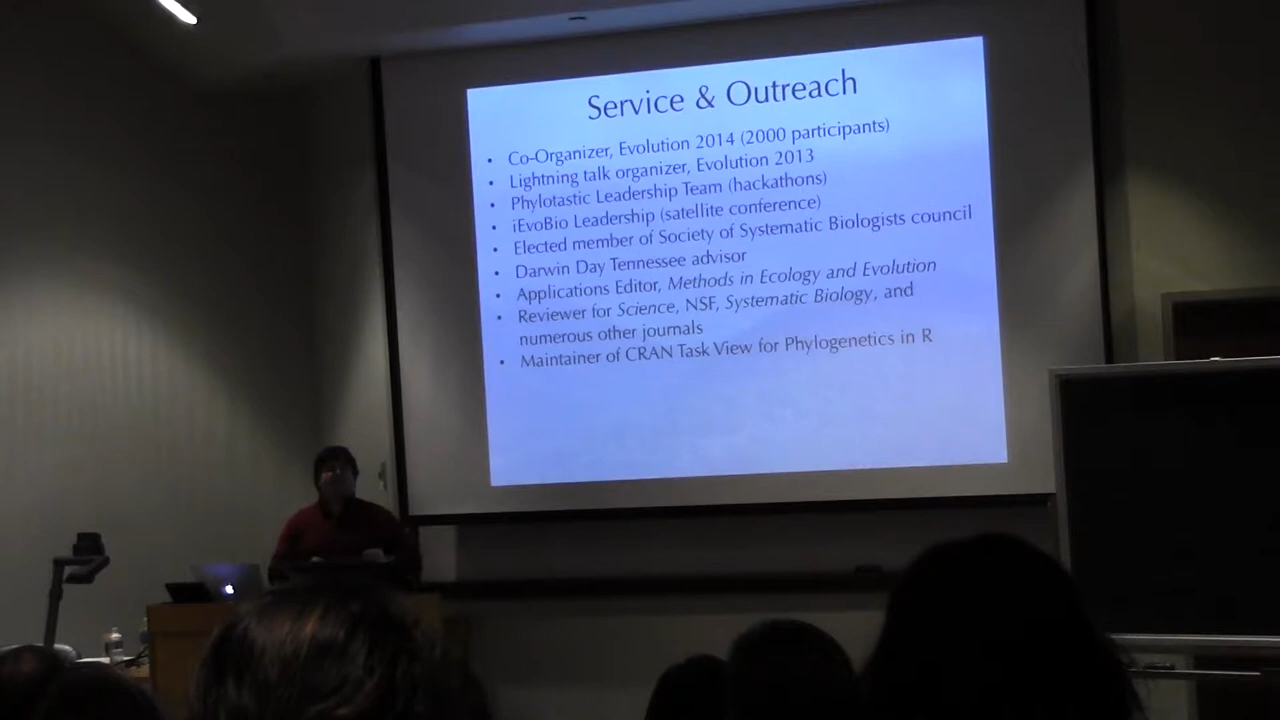 Service & Outreach
• Co-Organizer, Evolution 2014 (2000 participants)
• Lightning talk organizer, Evolution 2013
• Phylotastic Leadership Team (hackathons)
• iEvoBio Leadership (satellite conference)
• Elected member of Society of Systematic Biologists council
• Darwin Day Tennessee advisor
• Applications Editor, Methods in Ecology and Evolution
• Reviewer for Science, NSF, Systematic Biology, and
numerous other journals
• Maintainer of CRAN Task View for Phylogenetics in R